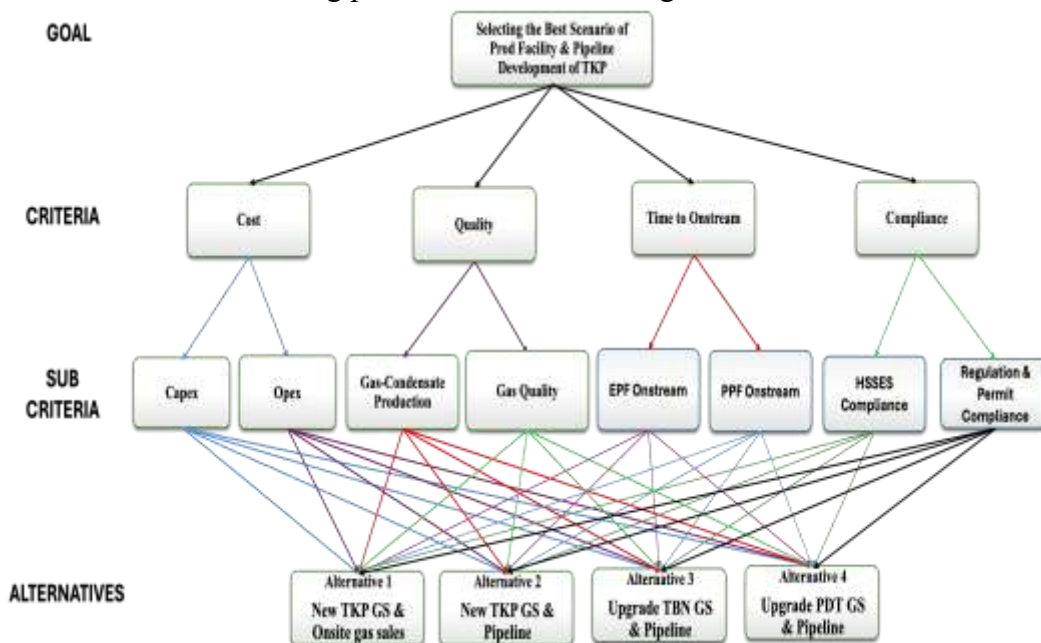 GOAL
Selecting the Best Scenario of
Prod Facility & Pipeline
Development of TKP
CRITERIA
Cost
Quality
Time to Onstream
Compliance
SUB
CRITERIA
Capex
Opex
Gas-Condensate
Production
Gas Quality
EPF Onstream
PPF Onstream
HSSES
Compliance
Regulation &
Permit
Compliance
ALTERNATIVES
Alternative 1
New TKP GS &
Onsite gas sales
Alternative 2
New TKP GS &
Pipeline
Alternative 3
Upgrade TBN GS
& Pipeline
Alternative 4
Upgrade PDT GS
& Pipeline